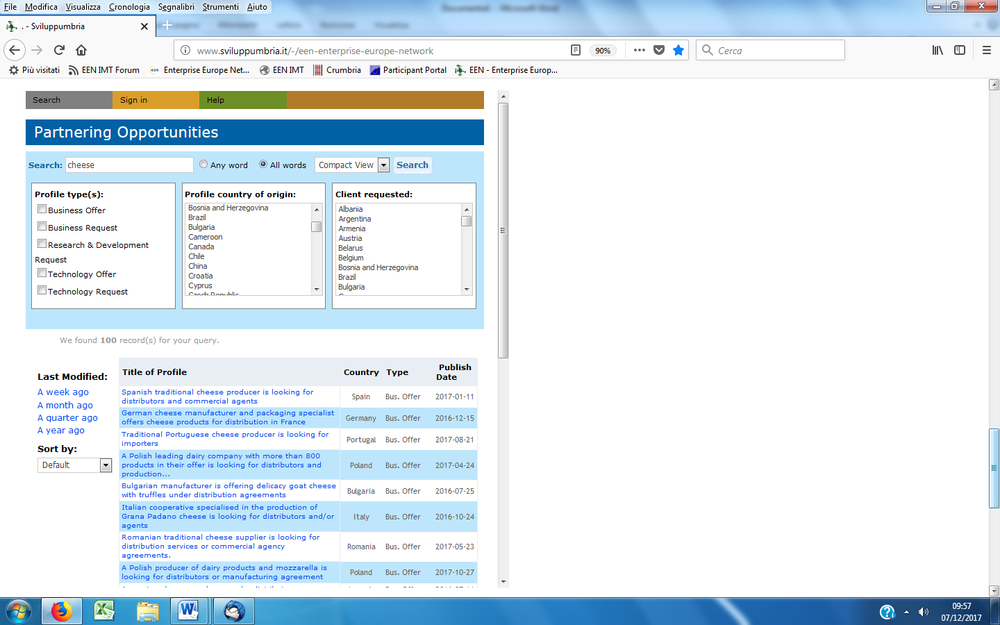 File Modifica Visualizza Cronologia Segnalibri Strumenti Aiuto
. - Sviluppumbria
www.sviluppumbria.it/-/een-enterprise-europe-network
90%
Cerca
Più visitati EEN IMT Forum Enterprise Europe Net... EEN IMT Crumbria Participant Portal EEN - Enterprise Europ...
Search Sign in Help
Partnering Opportunities
Search: cheese Any word All words Compact View Search
Profile type(s):
Business Offer
Business Request
Research & Development
Request
Technology Offer
Technology Request
Profile country of origin:
Bosnia and Herzegovina
Brazil
Bulgaria
Cameroon
Canada
Chile
China
Croatia
Cyprus
Czech Republic
Client requested:
Albania
Argentina
Armenia
Austria
Belarus
Belgium
Bosnia and Herzegovina
Brazil
Bulgaria
We found 100 record(s) for your query.
Last Modified:
A week ago
A month ago
A quarter ago
A year ago
Sort by:
Default
Title of Profile Country Type Publish
Date
Spanish traditional cheese producer is looking for
distributors and commercial agents
Spain Bus. Offer 2017-01-11
German cheese manufacturer and packaging specialist
offers cheese products for distribution in France
Germany Bus. Offer 2016-12-15
Traditional Portuguese cheese producer is looking for
importers
Portugal Bus. Offer 2017-08-21
A Polish leading dairy company with more than 800
products in their offer is looking for distributors and
production...
Poland Bus. Offer 2017-04-24
Bulgarian manufacturer is offering delicacy goat cheese
with truffles under distribution agreements
Bulgaria Bus. Offer 2016-07-25
Italian cooperative specialised in the production of
Grana Padano cheese is looking for distributors and/or
agents
Italy Bus. Offer 2016-10-24
Romanian traditional cheese supplier is looking for
distribution services or commercial agency
agreements.
Romania Bus. Offer 2017-05-23
A Polish producer of dairy products and mozzarella is
looking for distributors or manufacturing agreement
Poland Bus. Offer 2017-10-27
09:57
07/12/2017